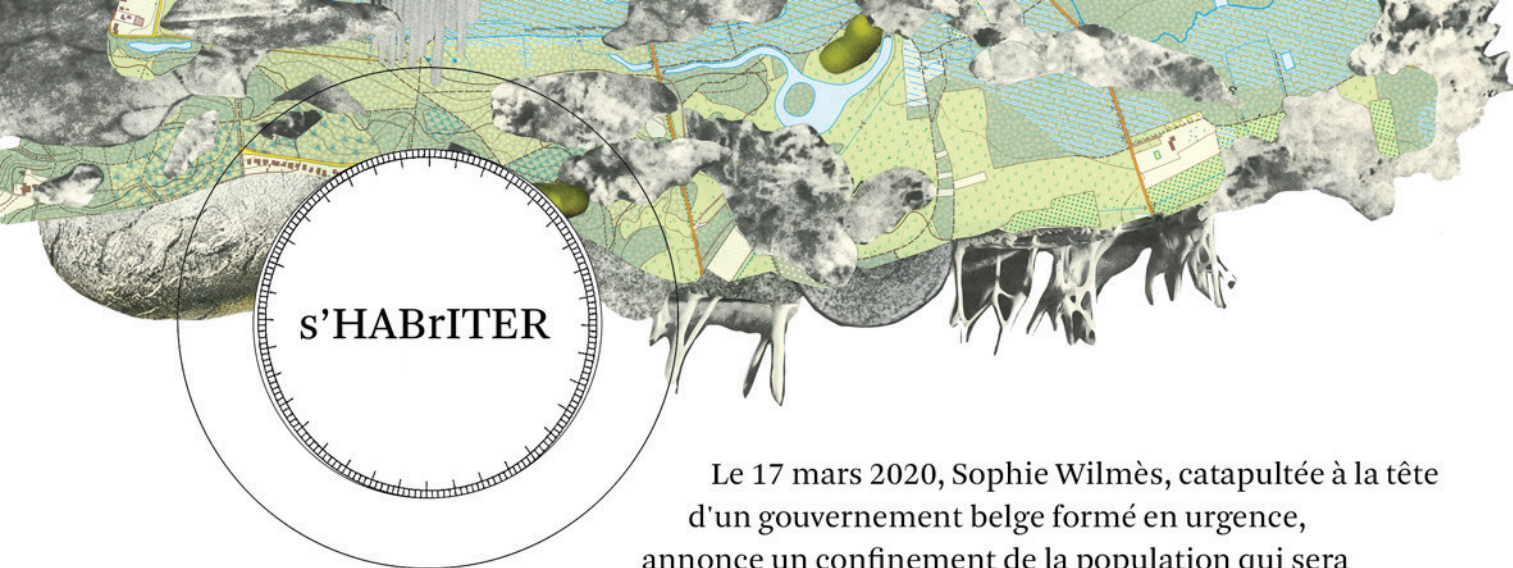 s’HABrITER
Le 17 mars 2020, Sophie Wilmès, catapultée à la tête
d'un gouvernement belge formé en urgence,
annonce un confinement de la population qui sera